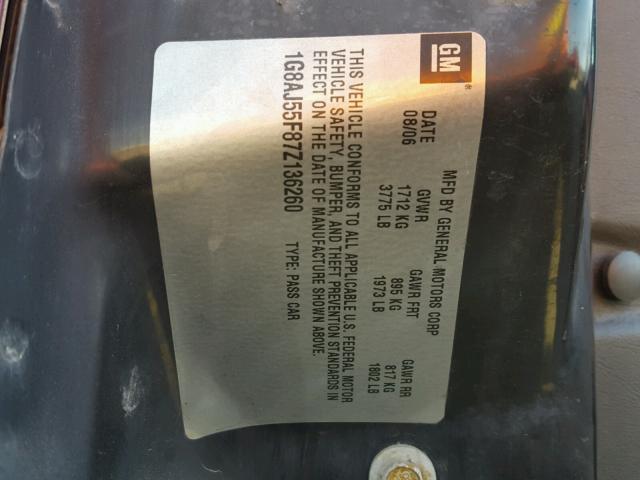 GM®
MFD BY GENERAL MOTORS CORP
DATE GVWR GAWR FRT GAWR RR
08/06 1712 KG 895 KG 817 KG
3775 LB 1973 LB 1802 LB
THIS VEHICLE CONFORMS TO ALL APPLICABLE U.S. FEDERAL MOTOR
VEHICLE SAFETY, BUMPER, AND THEFT PREVENTION STANDARDS IN
EFFECT ON THE DATE OF MANUFACTURE SHOWN ABOVE.
1G8AJ55F87Z136260 TYPE: PASS CAR